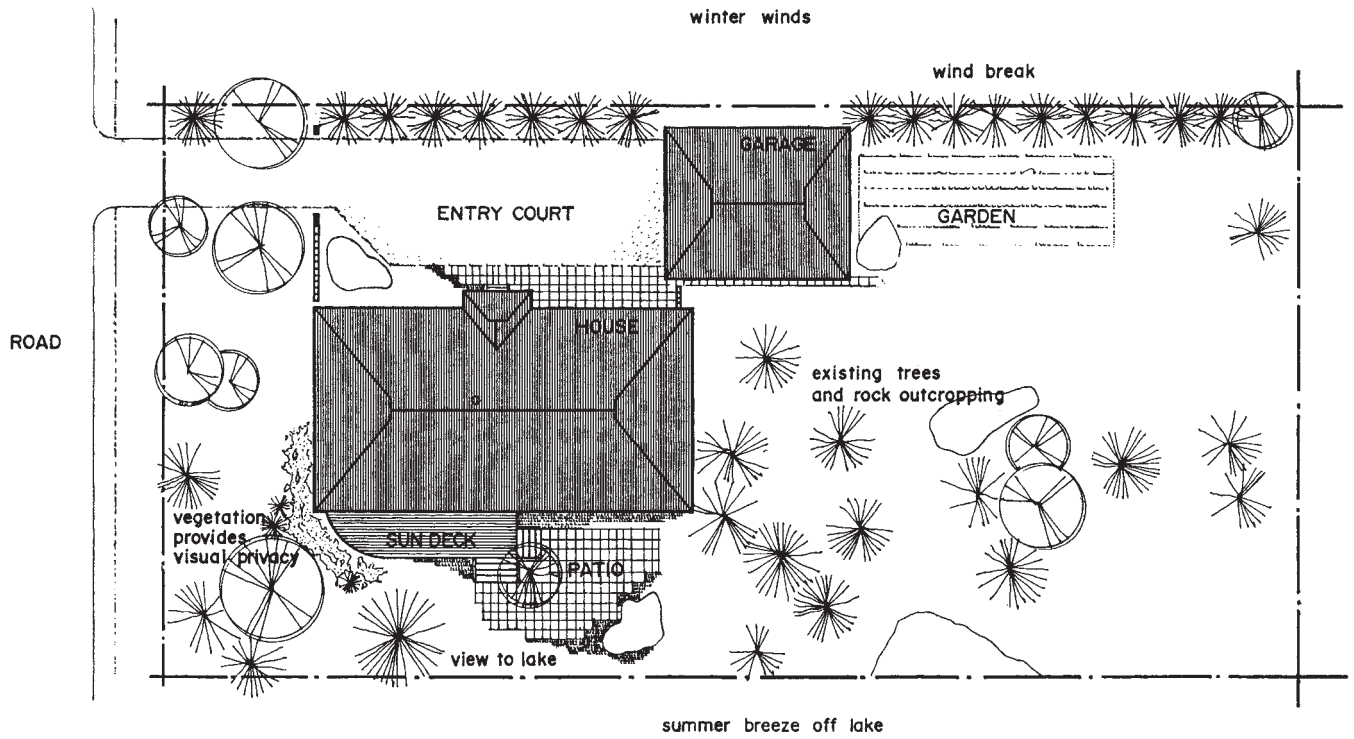 winter winds
wind break
GARAGE
ENTRY COURT
GARDEN
HOUSE
ROAD
existing trees
and rock outcropping
vegetation
provides
visual privacy
SUN DECK
PATIO
view to lake
summer breeze off lake